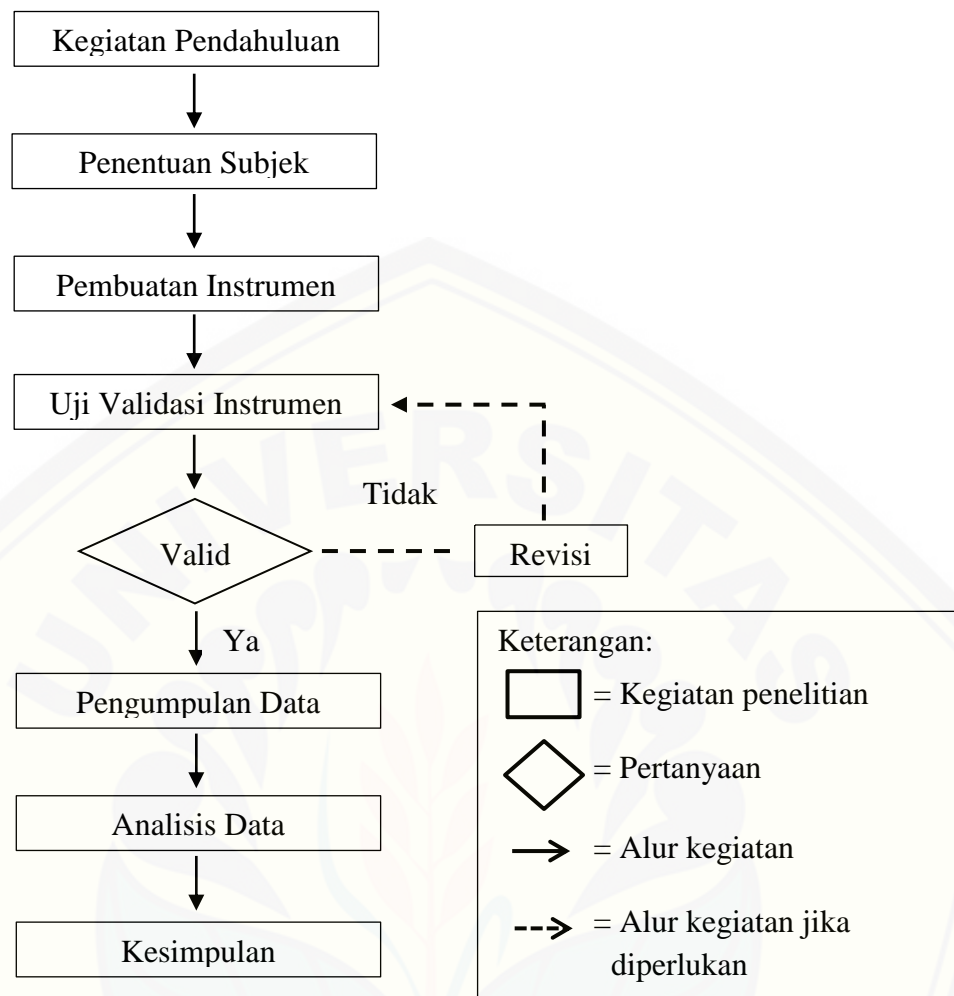 Kegiatan Pendahuluan
Penentuan Subjek
Pembuatan Instrumen
Uji Validasi Instrumen
Tidak
Valid
Revisi
Ya
Pengumpulan Data
Analisis Data
Kesimpulan
Keterangan:
= Kegiatan penelitian
= Pertanyaan
= Alur kegiatan
= Alur kegiatan jika
diperlukan
UNIVERSITAS